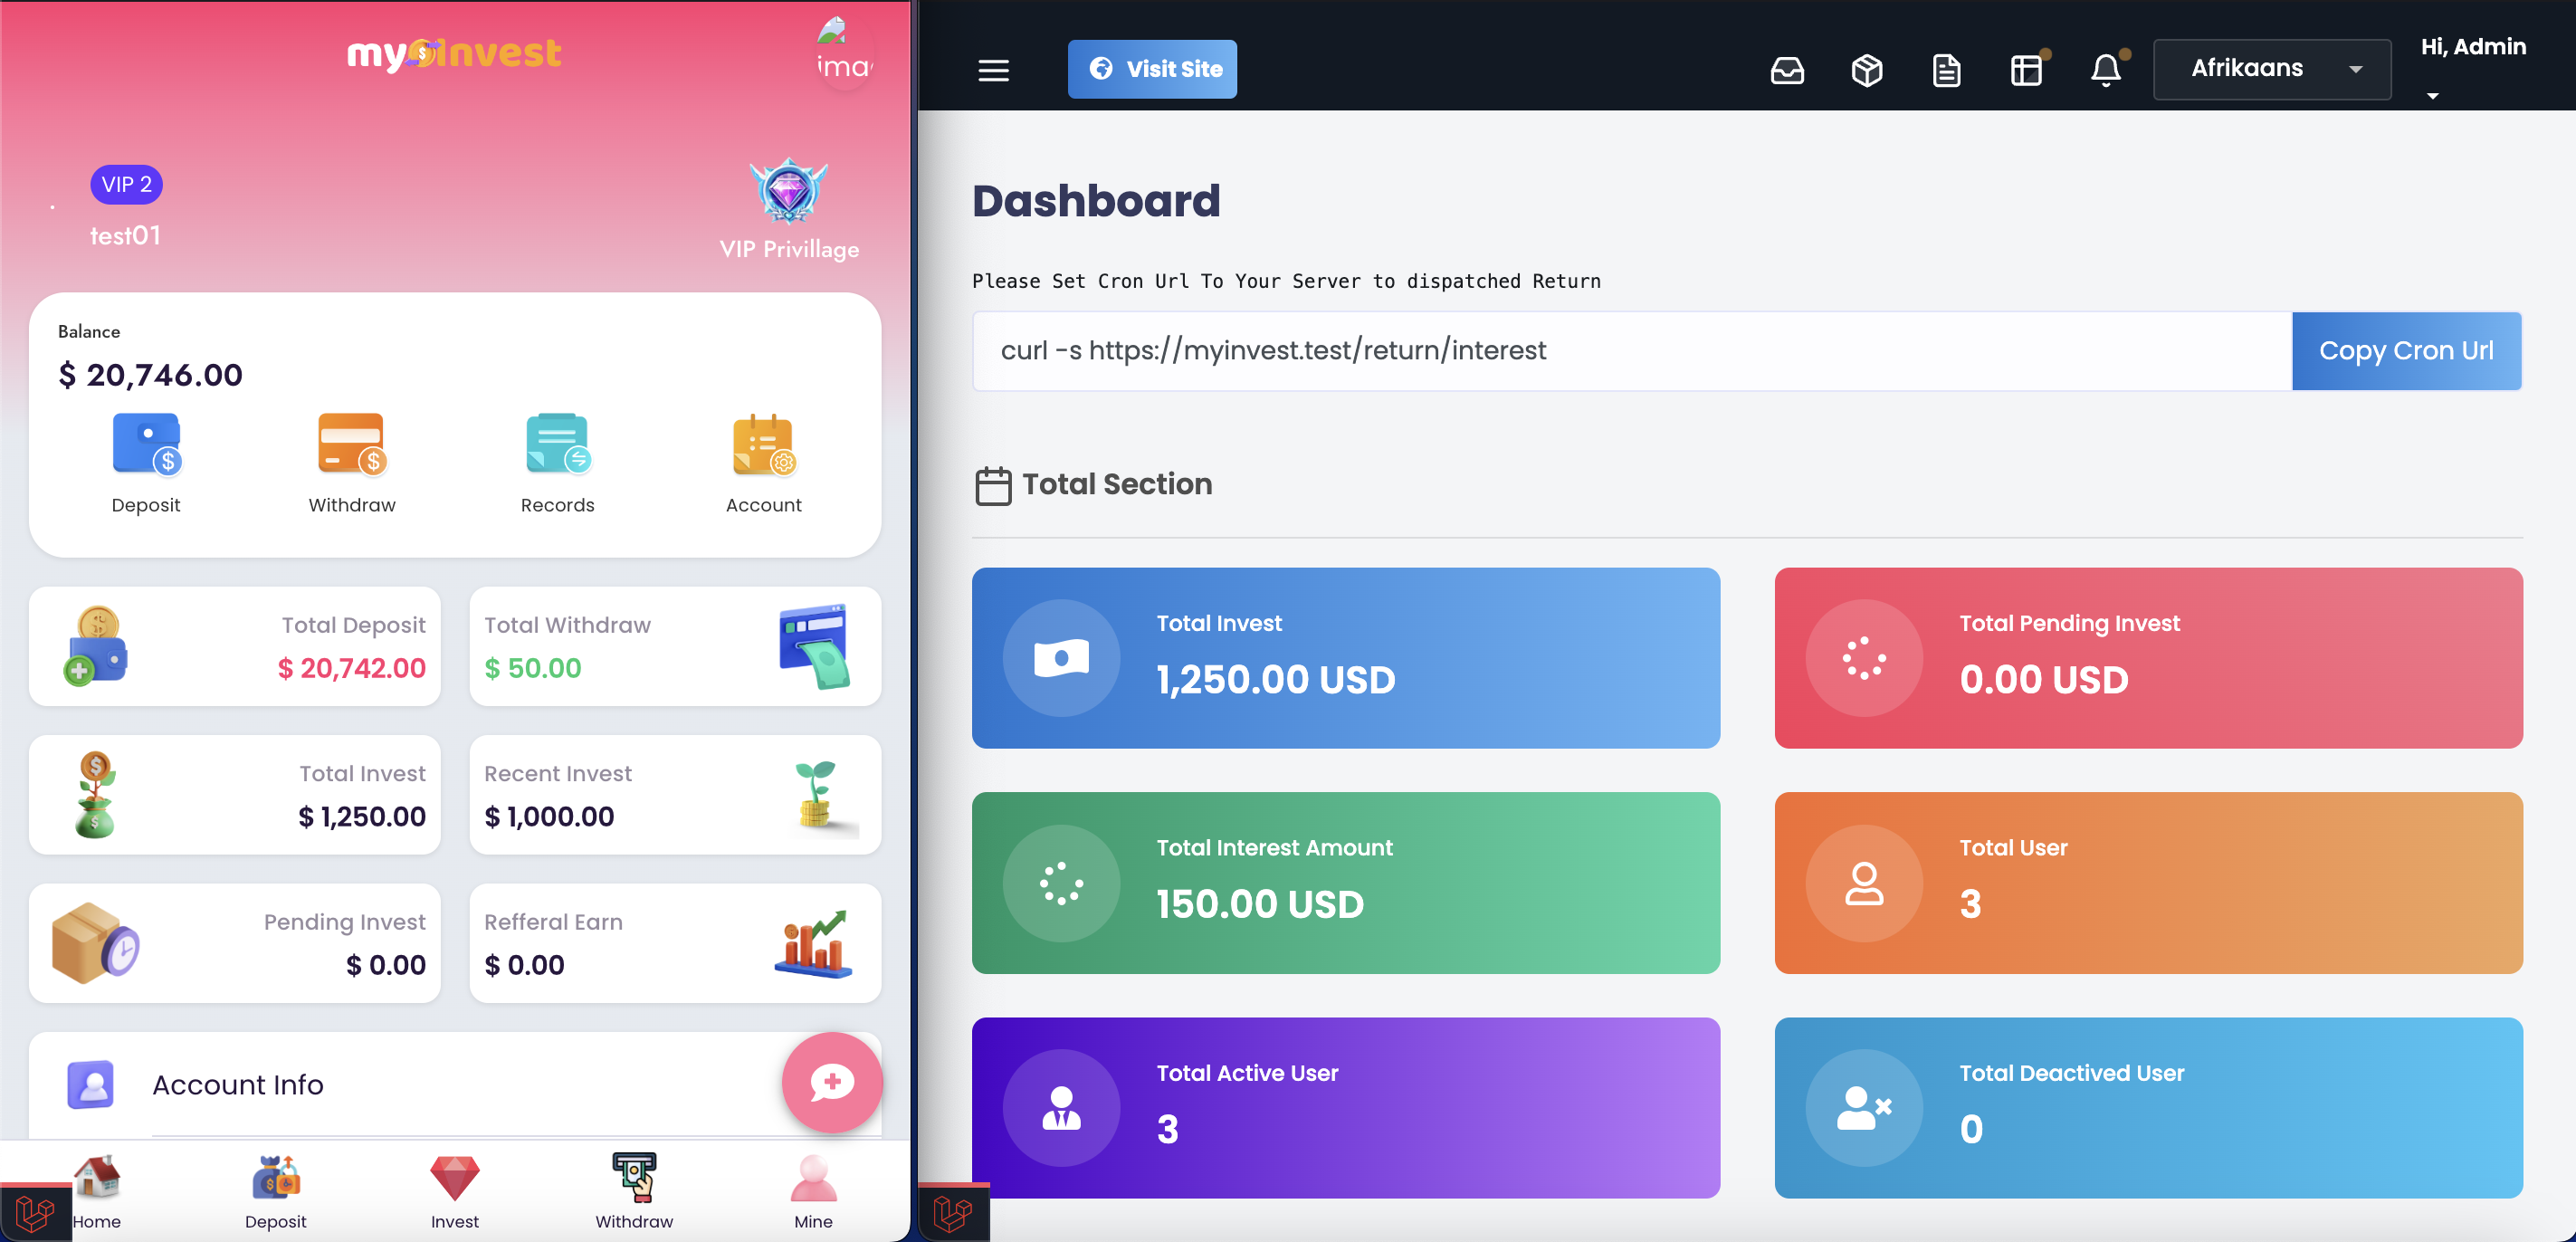 myinvest
ima
VIP 2
test01
VIP Privillage
Balance
$ 20,746.00
Deposit
Withdraw
Records
Account
Total Deposit
$ 20,742.00
Total Withdraw
$ 50.00
Total Invest
$ 1,250.00
Recent Invest
$ 1,000.00
Pending Invest
$ 0.00
Refferal Earn
$ 0.00
Account Info
Home
Deposit
Invest
Withdraw
Mine
Visit Site
Afrikaans
Hi, Admin
Dashboard
Please Set Cron Url To Your Server to dispatched Return
curl -s https://myinvest.test/return/interest
Copy Cron Url
Total Section
Total Invest
1,250.00 USD
Total Pending Invest
0.00 USD
Total Interest Amount
150.00 USD
Total User
3
Total Active User
3
Total Deactived User
0